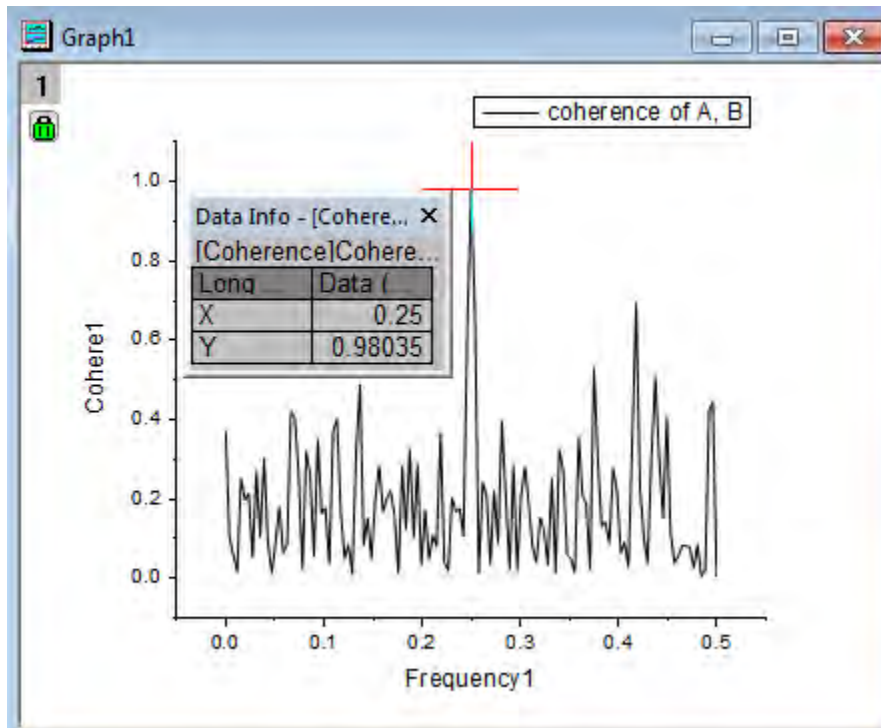 Graph1
1
coherence of A, B
Data Info - [Cohere...
[Coherence]Cohere...
Long ... Data (...
X 0.25
Y 0.98035
Cohere1
1.0
0.8
0.6
0.4
0.2
0.0
0.0 0.1 0.2 0.3 0.4 0.5
Frequency1